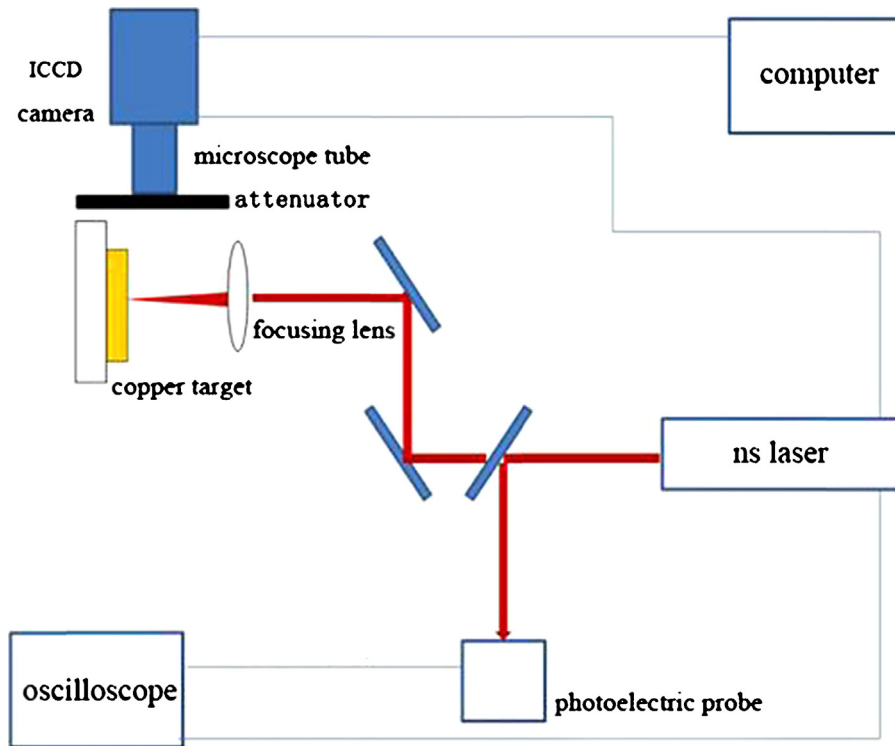 ICCD
camera
computer
microscope tube
attenuator
focusing lens
copper target
ns laser
oscilloscope
photoelectric probe